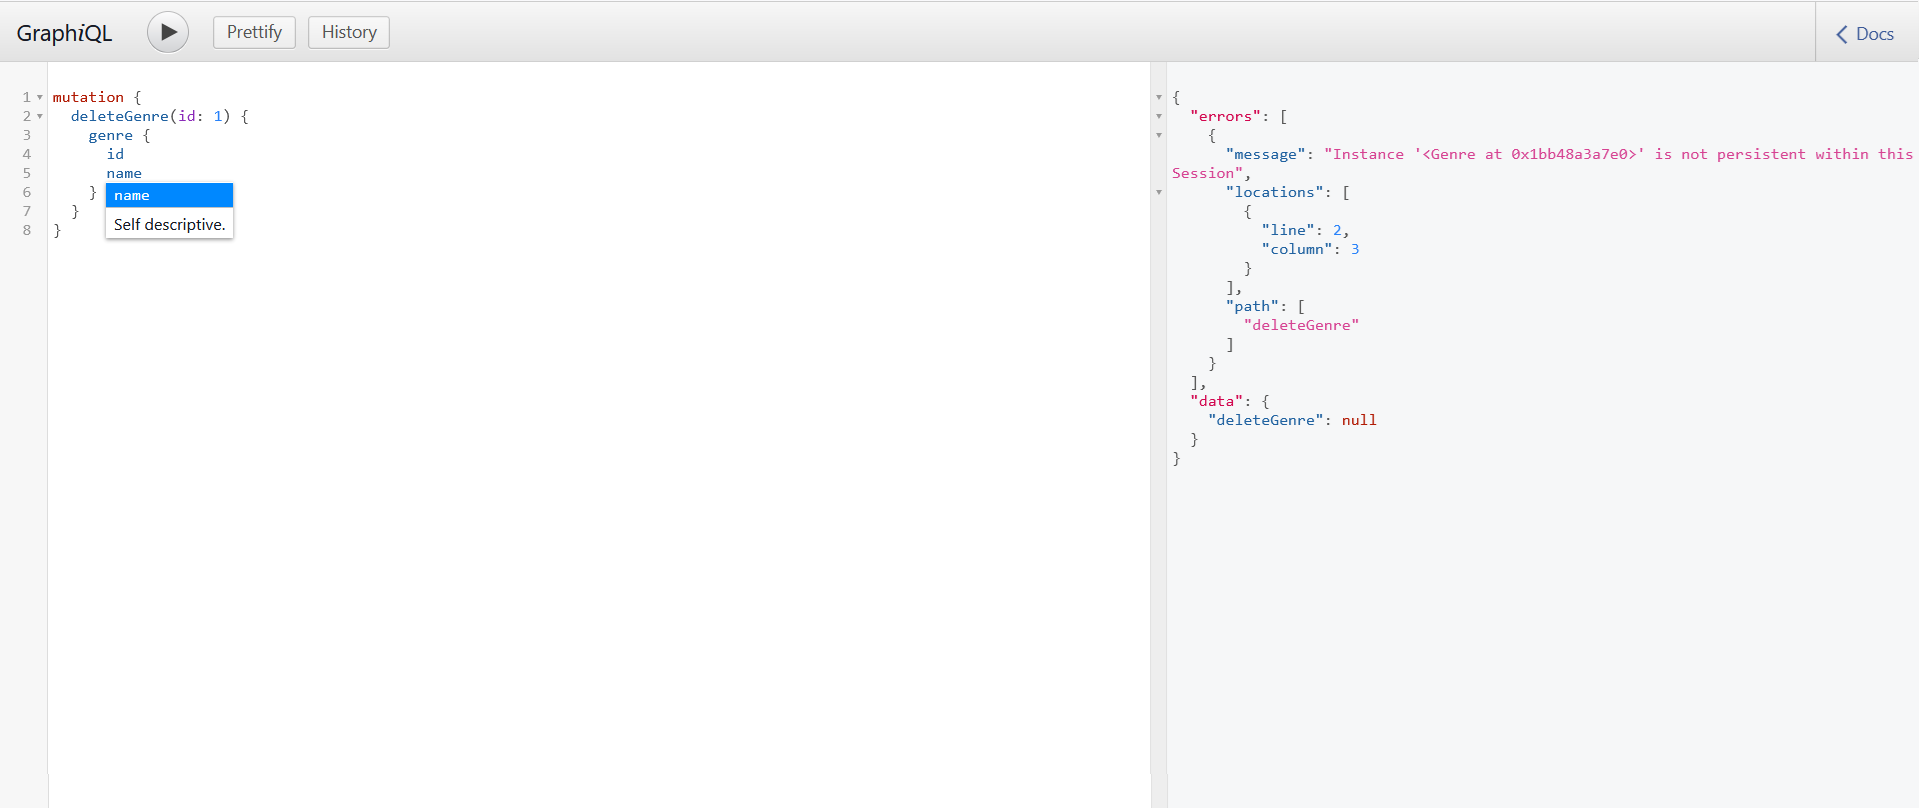 GraphiQL
Prettify
History
Docs
1 mutation {
2 deleteGenre(id: 1) {
3 genre {
4 id
5 name
6 }
7 }
8 }
name
Self descriptive.
{
"errors": [
{
"message": "Instance '<Genre at 0x1bb48a3a7e0>' is not persistent within this
Session",
"locations": [
{
"line": 2,
"column": 3
}
],
"path": [
"deleteGenre"
]
}
],
"data": {
"deleteGenre": null
}
}